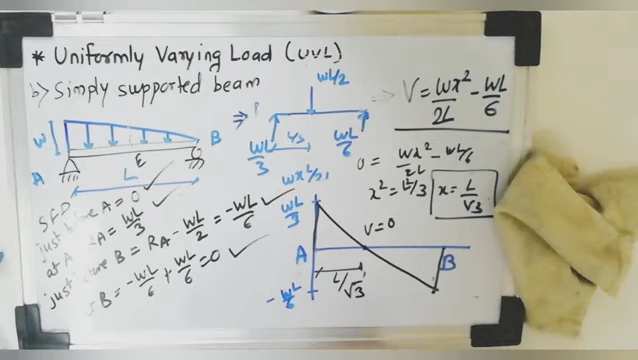 * Uniformly Varying Load (UVL)
b) Simply supported beam
W
A
B
L
WL/2
WL/3
L/3
WL/6
⇒ V = Wx²/2L - WL/6
0 = Wx²/2L - WL/6
x² = L²/3
x = L/√3
SFD
just before A = 0 ✓
at A = RA = WL/3 ✓
just before B = RA - WL/2 = -WL/6 ✓
B = -WL/6 + WL/6 = 0 ✓
WL/3
V=0
A
B
L/√3
-WL/6